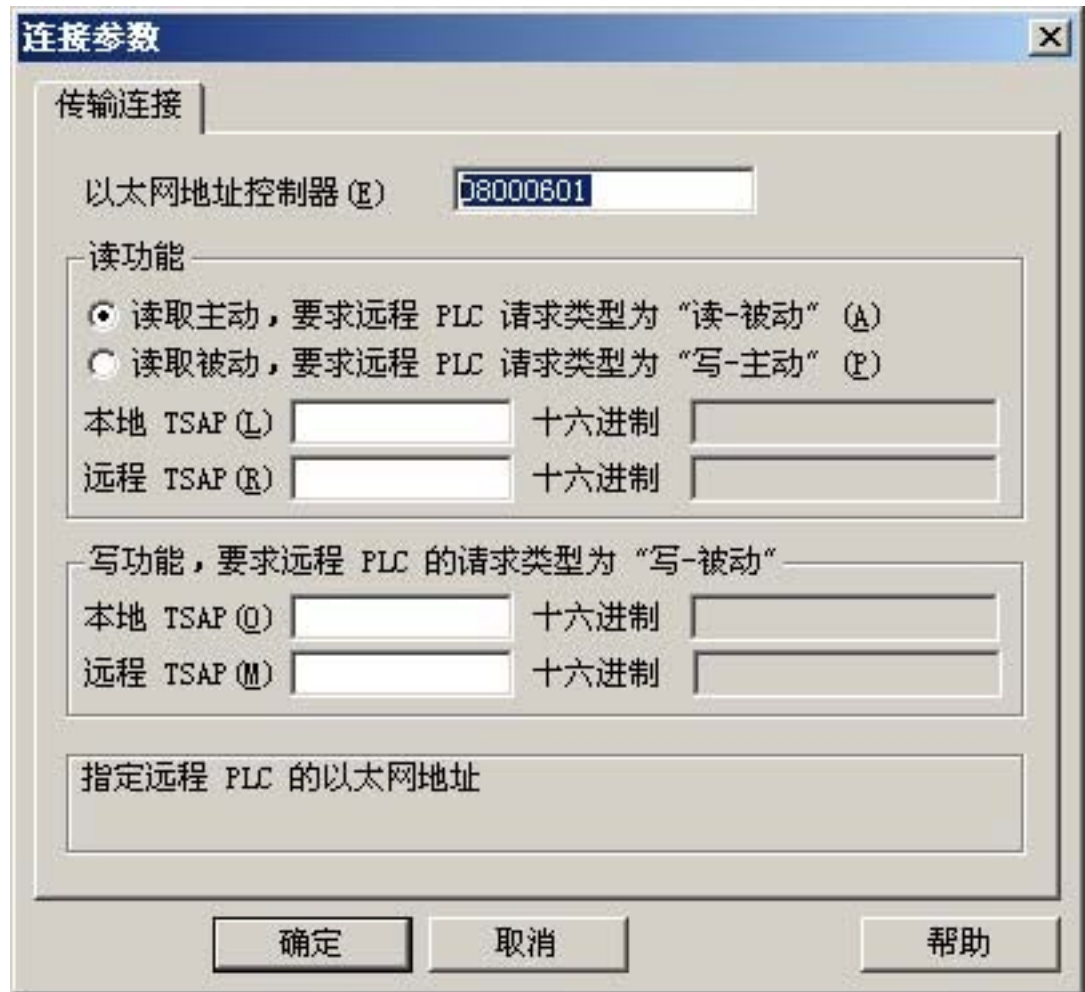 连接参数
传输连接
以太网地址控制器(E) 08000601
读功能
读取主动，要求远程 PLC 请求类型为 “读-被动” (A)
读取被动，要求远程 PLC 请求类型为 “写-主动” (P)
本地 TSAP(L) 十六进制
远程 TSAP(R) 十六进制
写功能，要求远程 PLC 的请求类型为 “写-被动”
本地 TSAP(O) 十六进制
远程 TSAP(M) 十六进制
指定远程 PLC 的以太网地址
确定 取消 帮助